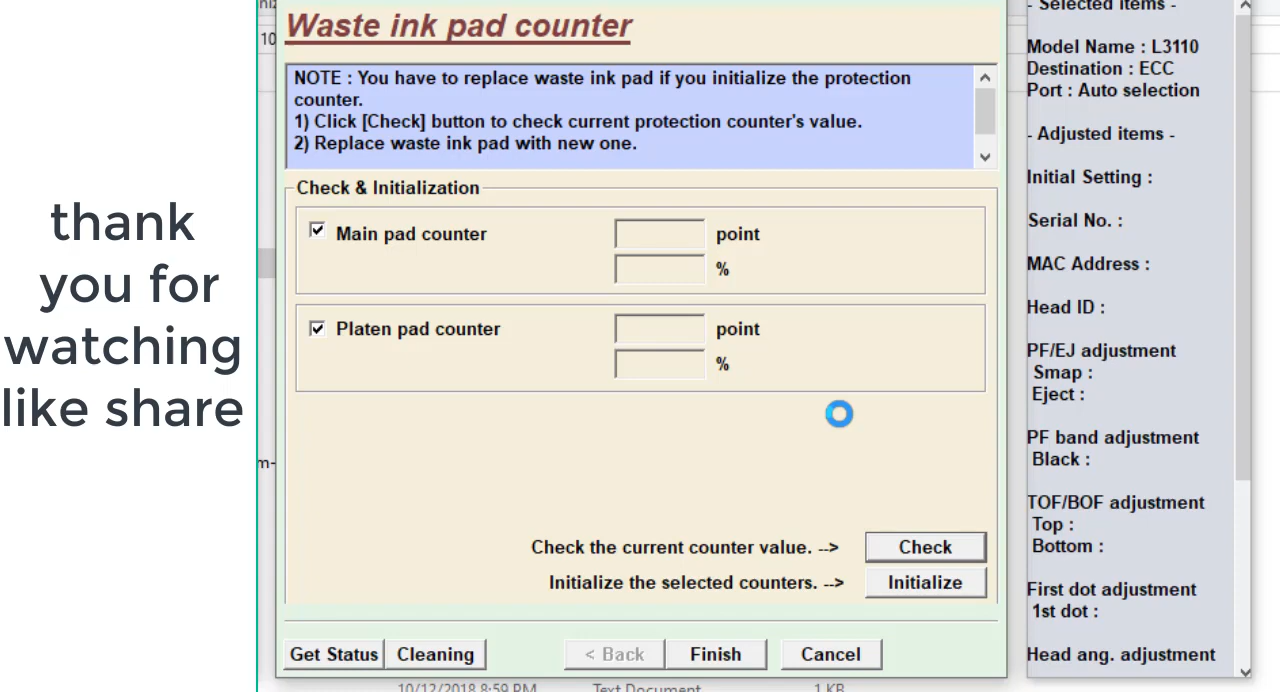 Waste ink pad counter
NOTE : You have to replace waste ink pad if you initialize the protection
counter.
1) Click [Check] button to check current protection counter's value.
2) Replace waste ink pad with new one.
Check & Initialization
Main pad counter
point
%
Platen pad counter
point
%
Check the current counter value. -->
Check
Initialize the selected counters. -->
Initialize
Get Status
Cleaning
< Back
Finish
Cancel
thank
you for
watching
like share
- Selected items -
Model Name : L3110
Destination : ECC
Port : Auto selection
- Adjusted items -
Initial Setting :
Serial No. :
MAC Address :
Head ID :
PF/EJ adjustment
Smap :
Eject :
PF band adjustment
Black :
TOF/BOF adjustment
Top :
Bottom :
First dot adjustment
1st dot :
Head ang. adjustment
10
m-
10/12/2018 8:59 PM
Text Document
1 KB